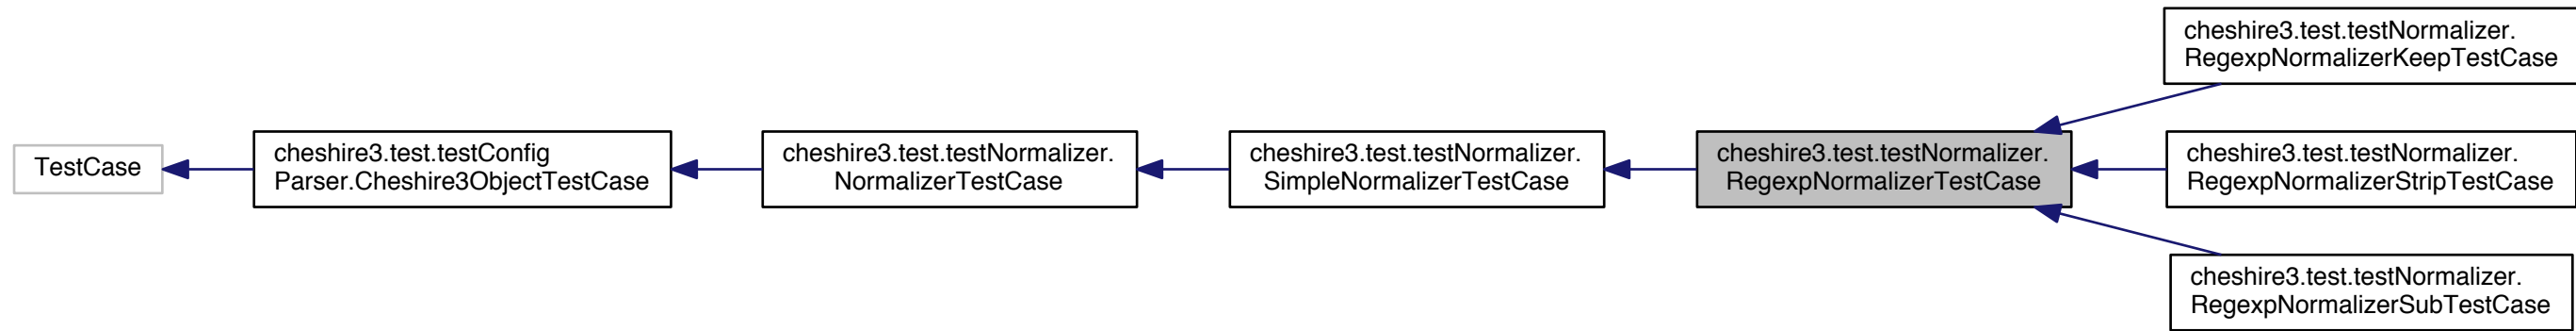 TestCase
cheshire3.test.testConfig
Parser.Cheshire3ObjectTestCase
cheshire3.test.testNormalizer.
NormalizerTestCase
cheshire3.test.testNormalizer.
SimpleNormalizerTestCase
cheshire3.test.testNormalizer.
RegexpNormalizerTestCase
cheshire3.test.testNormalizer.
RegexpNormalizerKeepTestCase
cheshire3.test.testNormalizer.
RegexpNormalizerStripTestCase
cheshire3.test.testNormalizer.
RegexpNormalizerSubTestCase